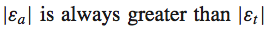 |εₐ| is always greater than |εₜ|